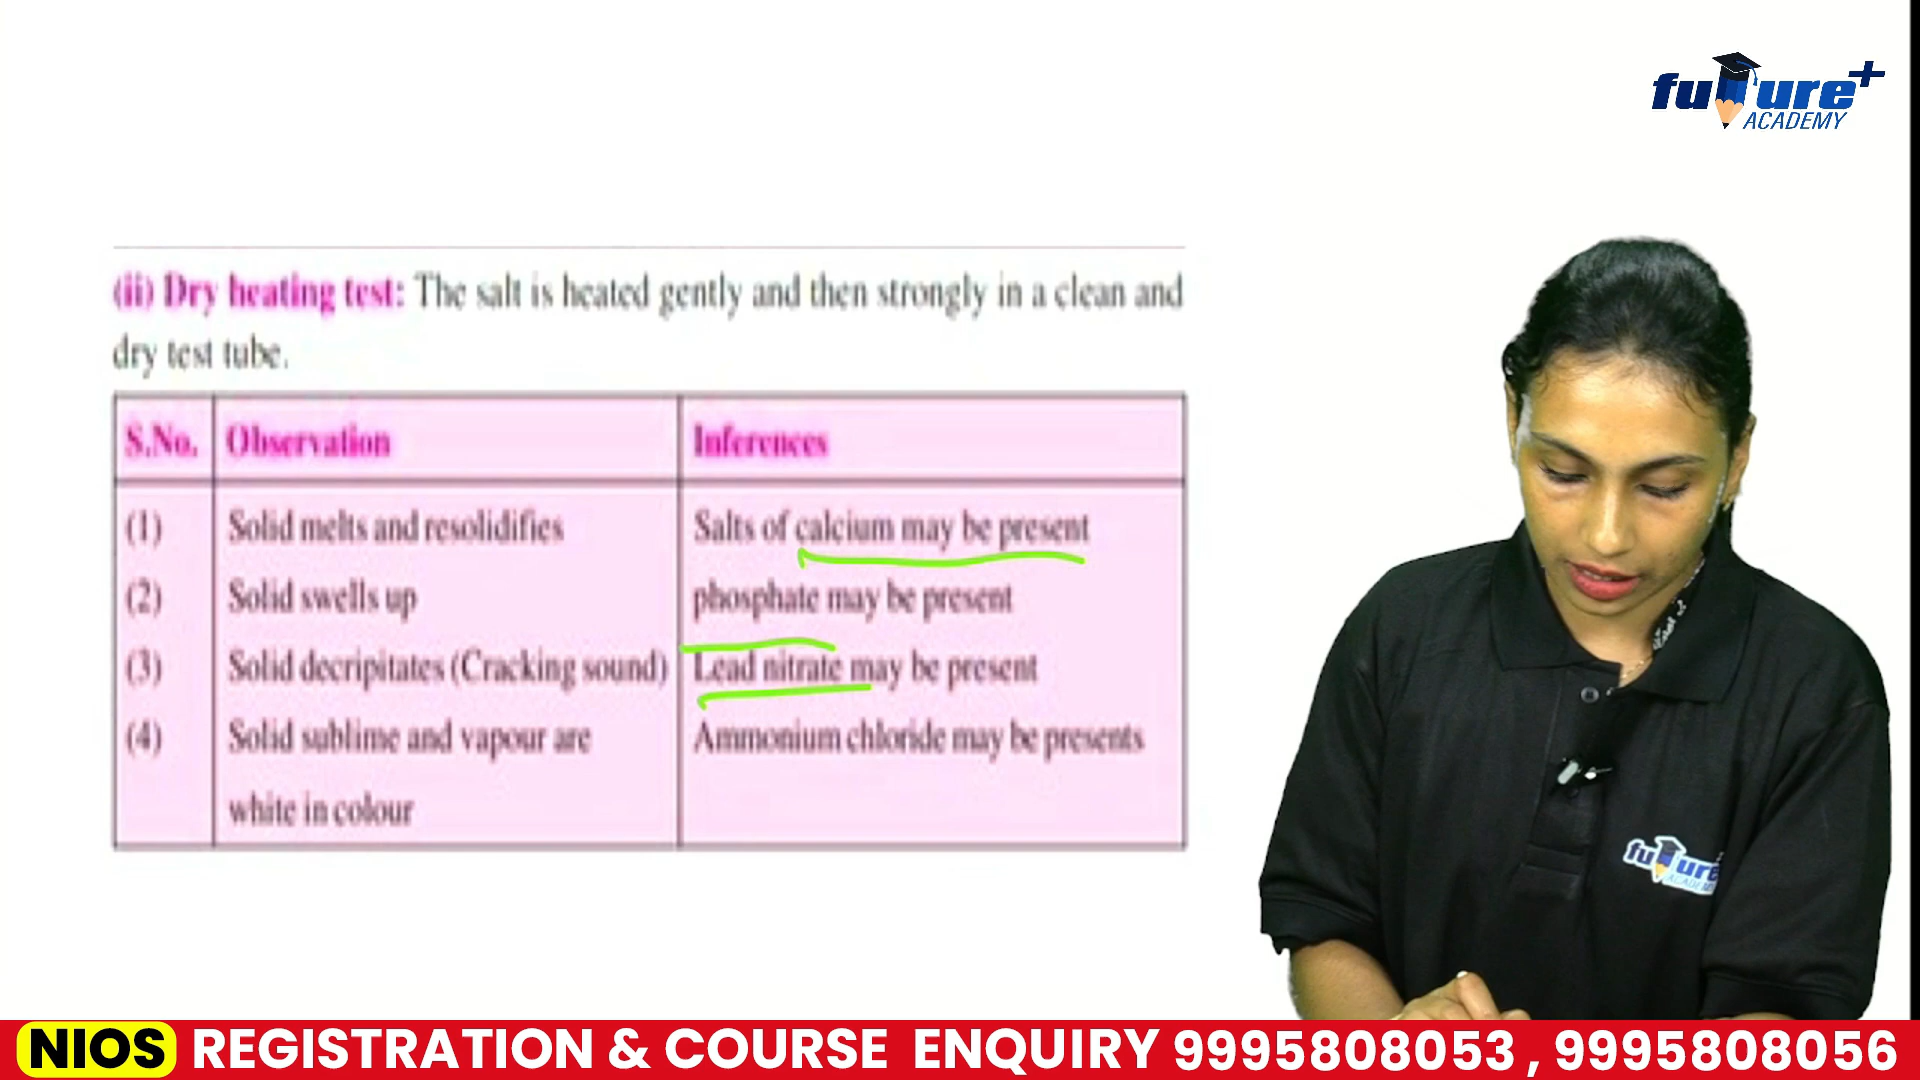 future+
ACADEMY
(ii) Dry heating test: The salt is heated gently and then strongly in a clean and
dry test tube.
S.No. Observation Inferences
(1) Solid melts and resolidifies Salts of calcium may be present
(2) Solid swells up phosphate may be present
(3) Solid decripitates (Cracking sound) Lead nitrate may be present
(4) Solid sublime and vapour are Ammonium chloride may be presents
white in colour
future
ACADEMY
NIOS REGISTRATION & COURSE ENQUIRY 9995808053 , 9995808056